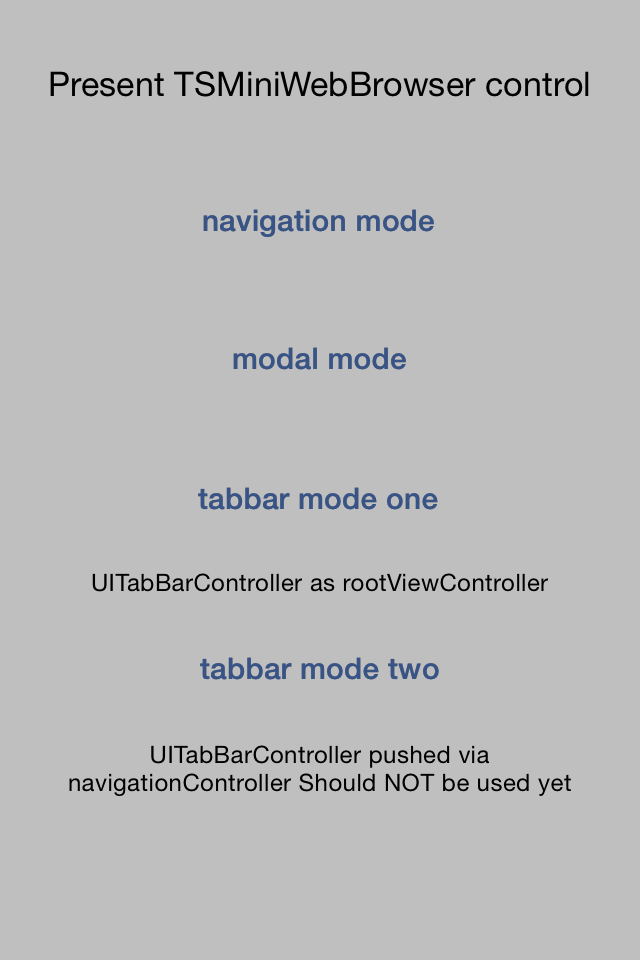 Present TSMiniWebBrowser control
navigation mode
modal mode
tabbar mode one
UITabBarController as rootViewController
tabbar mode two
UITabBarController pushed via
navigationController Should NOT be used yet